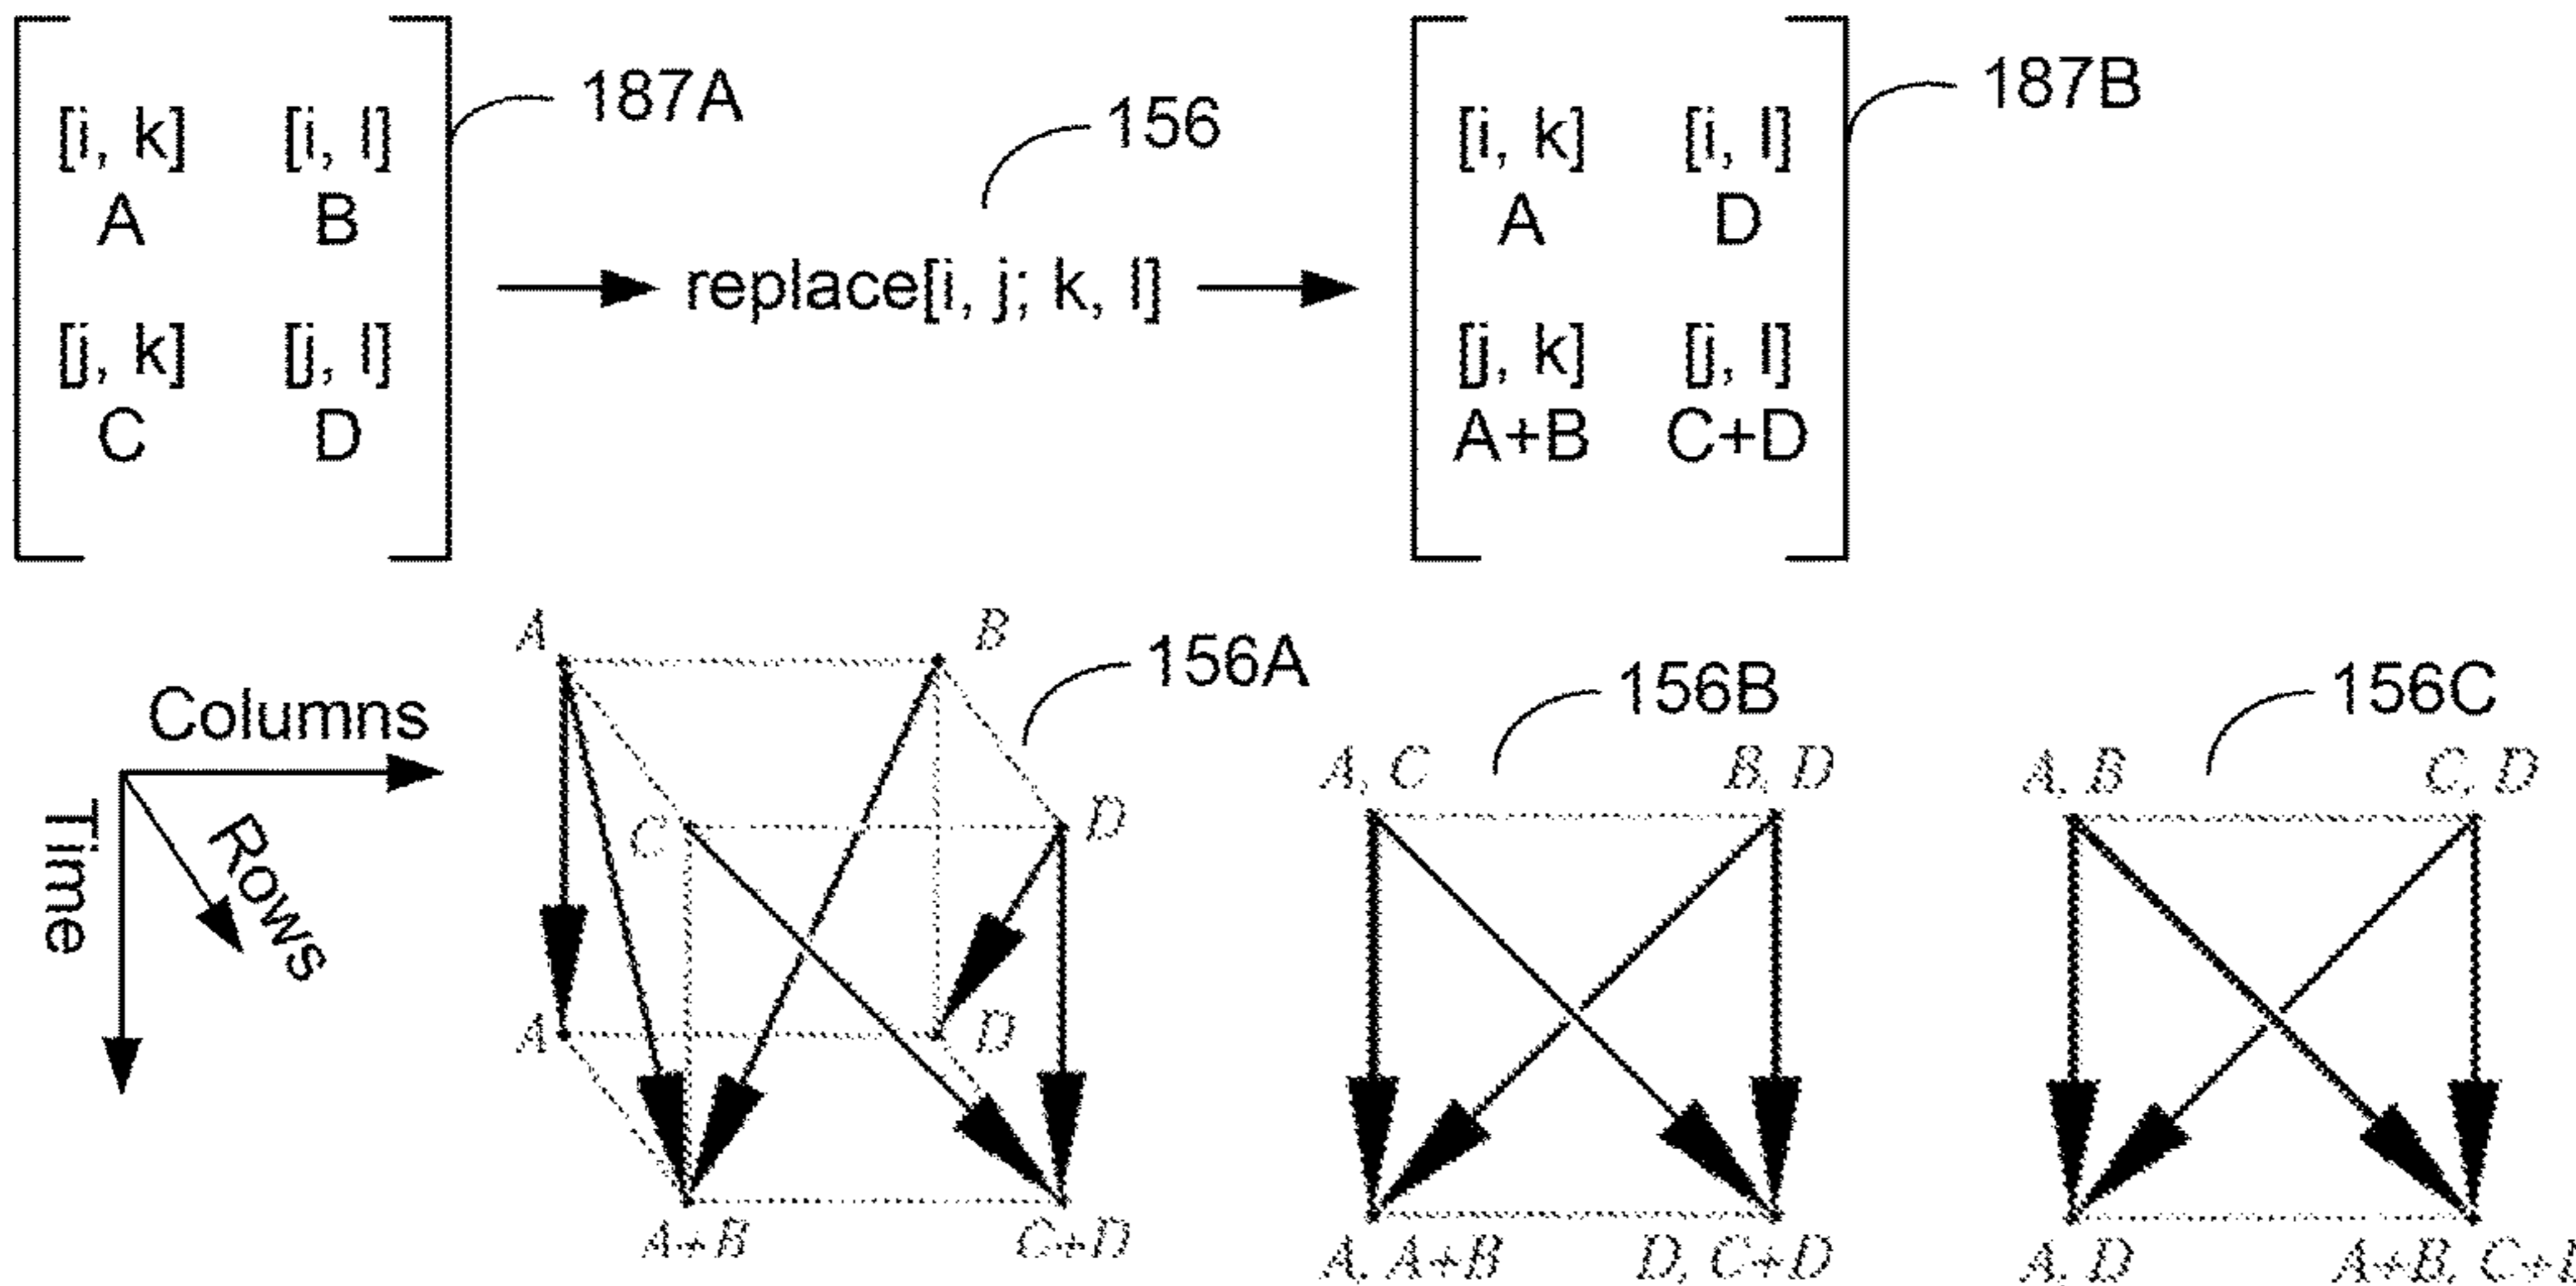 [i, k] [i, l] 187A
A B
[j, k] [j, l]
C D
156
replace[i, j; k, l]
[i, k] [i, l] 187B
A D
[j, k] [j, l]
A+B C+D
Columns
Time
Rows
A B 156A
C D
A D
A+B C+D
156B
A, C B, D
A, A+B D, C+D
156C
A, B C, D
A, D A+B, C+